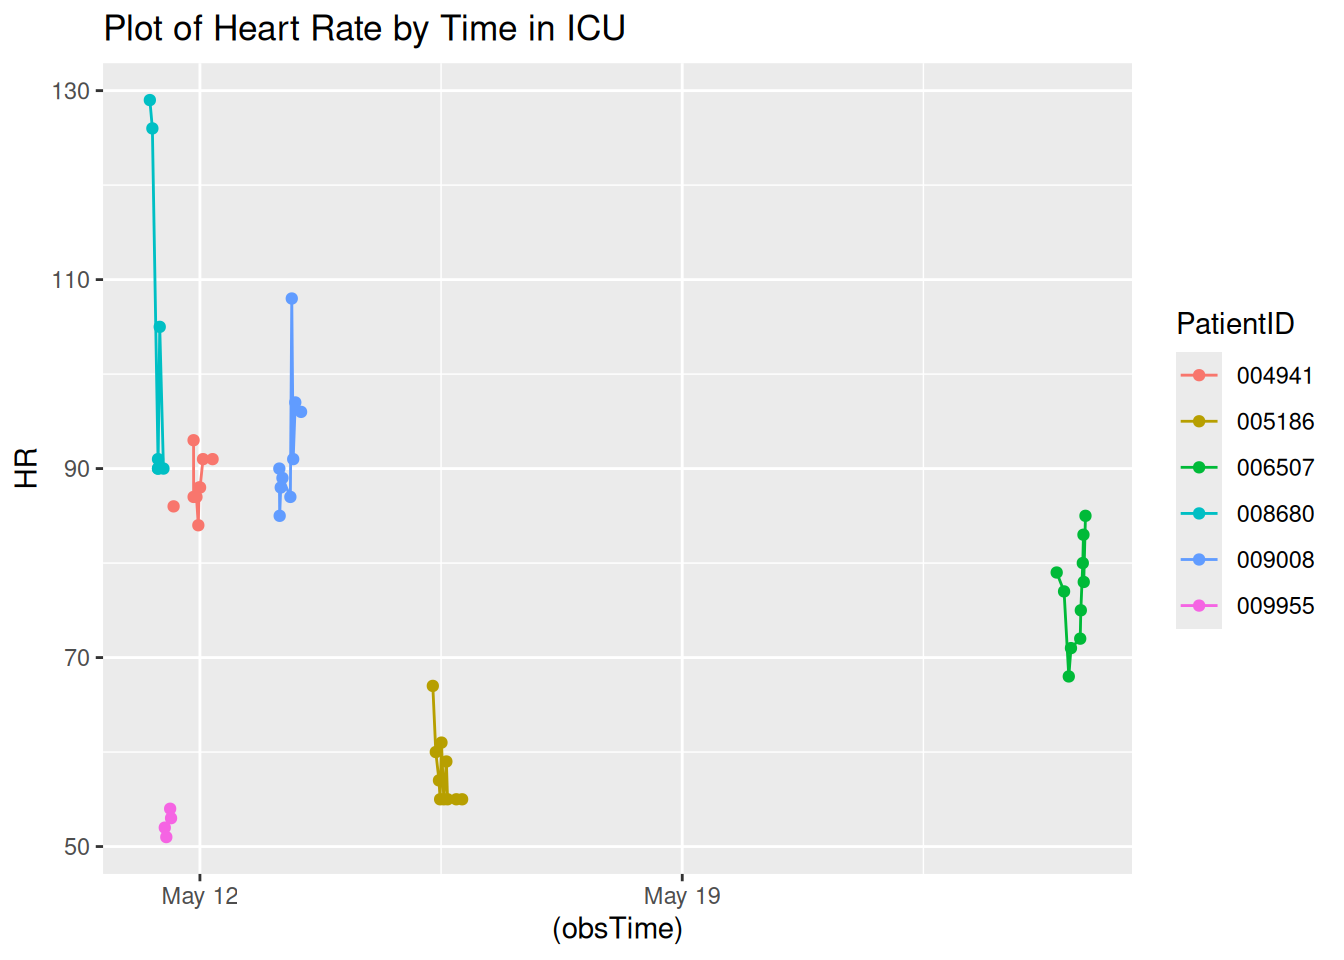 Plot of Heart Rate by Time in ICU
130
110
90
70
50
HR
May 12
May 19
(obsTime)
PatientID
004941
005186
006507
008680
009008
009955